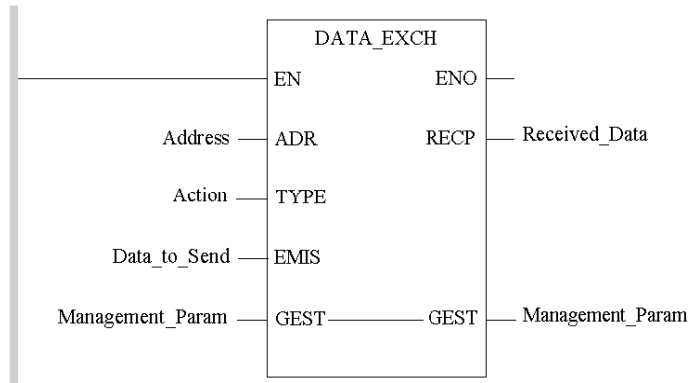 DATA_EXCH
EN ENO
Address ADR RECP Received_Data
Action TYPE
Data_to_Send EMIS
Management_Param GEST GEST Management_Param